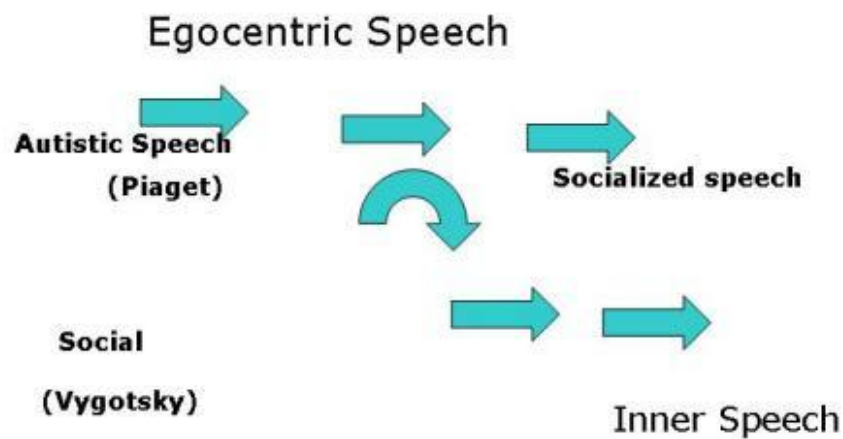 Egocentric Speech
Autistic Speech
(Piaget)
Socialized speech
Social
(Vygotsky)
Inner Speech